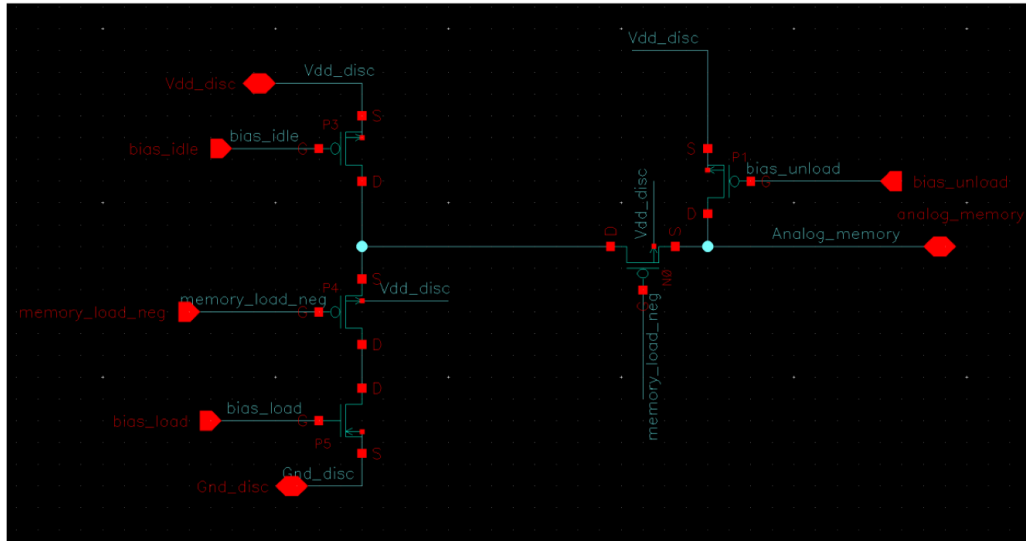 Vdd_disc
Vdd_disc
Vdd_disc
S
P3
bias_idle
bias_idle
G
D
S
P1
bias_unload
G
bias_unload
D
Vdd_disc
analog_memory
Analog_memory
D
S
N0
G
memory_load_neg
S
P4
memory_load_neg
memory_load_neg
G
Vdd_disc
D
D
bias_load
bias_load
G
P5
S
Gnd_disc
Gnd_disc